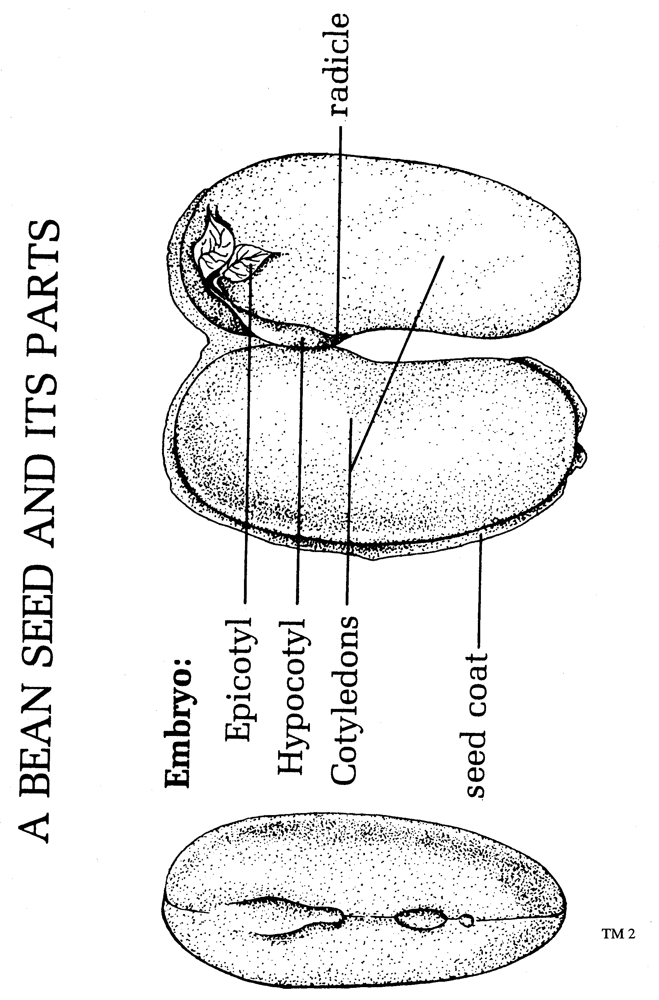 A BEAN SEED AND ITS PARTS
Embryo:
Epicotyl
Hypocotyl
Cotyledons
seed coat
radicle
TM 2